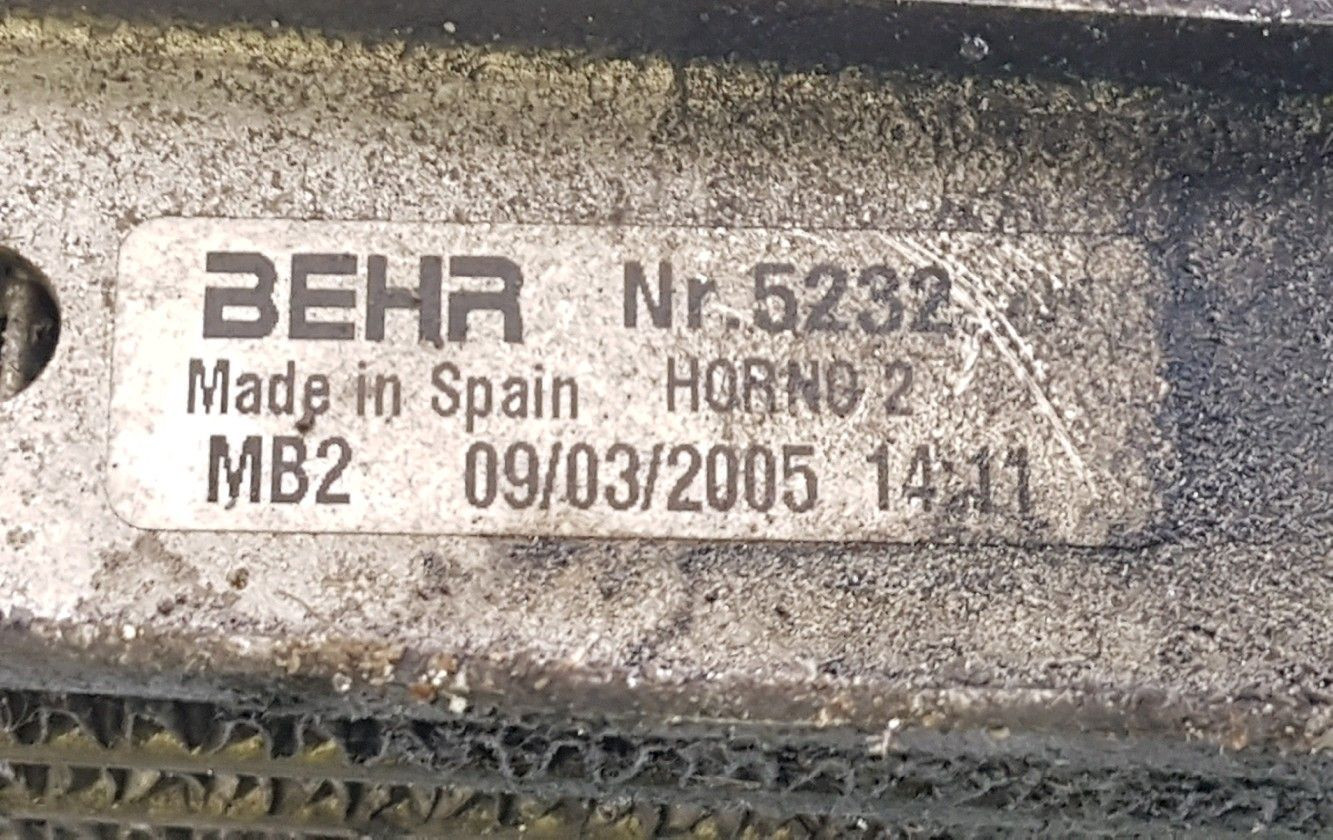 BEHR Nr.5232
Made in Spain HORNO 2
MB2 09/03/2005 14:11